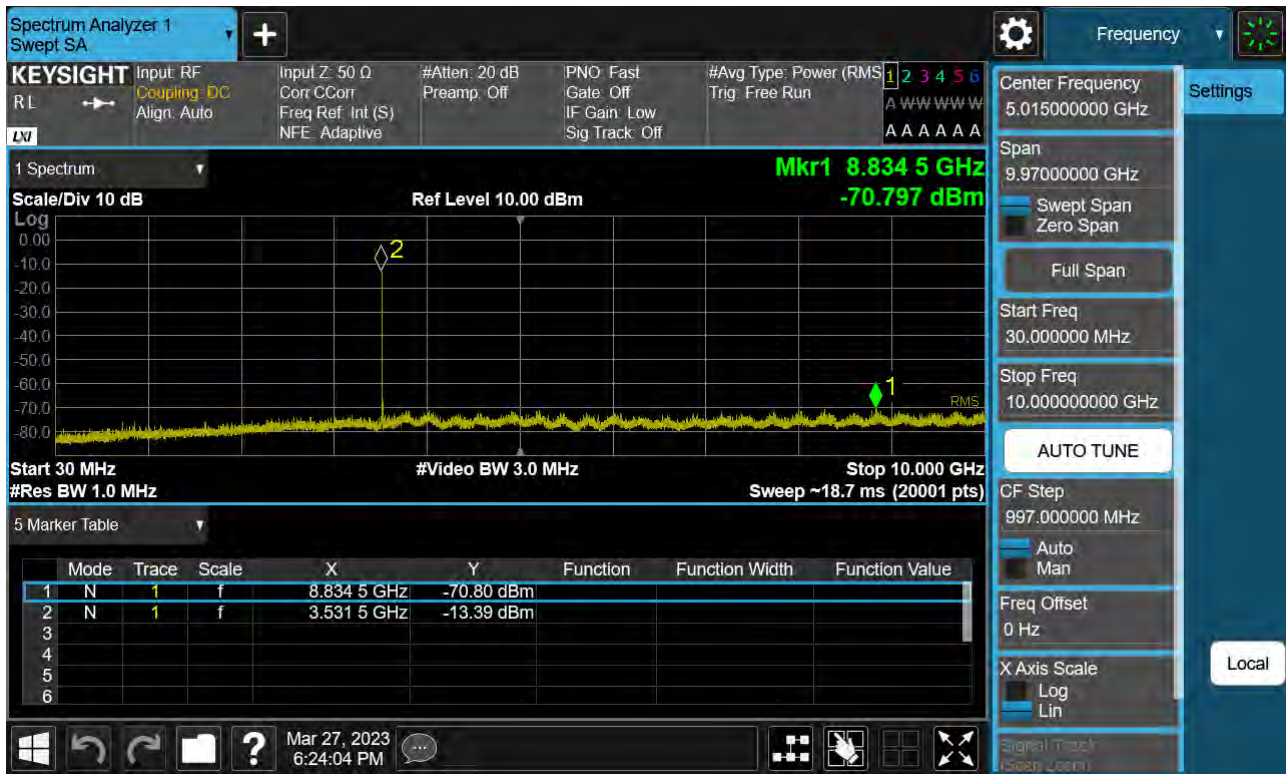 Spectrum Analyzer 1
Swept SA
+
Frequency
KEYSIGHT
RL
LXI
Input: RF
Coupling: DC
Align: Auto
Input Z: 50 Ω
Corr CCorr
Freq Ref: Int (S)
NFE: Adaptive
#Atten: 20 dB
Preamp: Off
PNO: Fast
Gate: Off
IF Gain: Low
Sig Track: Off
#Avg Type: Power (RMS
Trig: Free Run
1 2 3 4 5 6
A W W W W W
A A A A A A
1 Spectrum
Mkr1 8.834 5 GHz
Scale/Div 10 dB
Ref Level 10.00 dBm
-70.797 dBm
Log
0.00
-10.0
-20.0
-30.0
-40.0
-50.0
-60.0
-70.0
-80.0
2
1
RMS
Start 30 MHz
#Video BW 3.0 MHz
Stop 10.000 GHz
#Res BW 1.0 MHz
Sweep ~18.7 ms (20001 pts)
5 Marker Table
Mode Trace Scale X Y Function Function Width Function Value
1 N 1 f 8.834 5 GHz -70.80 dBm
2 N 1 f 3.531 5 GHz -13.39 dBm
3
4
5
6
?
Mar 27, 2023
6:24:04 PM
Center Frequency
5.015000000 GHz
Settings
Span
9.97000000 GHz
Swept Span
Zero Span
Full Span
Start Freq
30.000000 MHz
Stop Freq
10.000000000 GHz
AUTO TUNE
CF Step
997.000000 MHz
Auto
Man
Freq Offset
0 Hz
X Axis Scale
Log
Lin
Local
Signal Track
(Span Zoom)